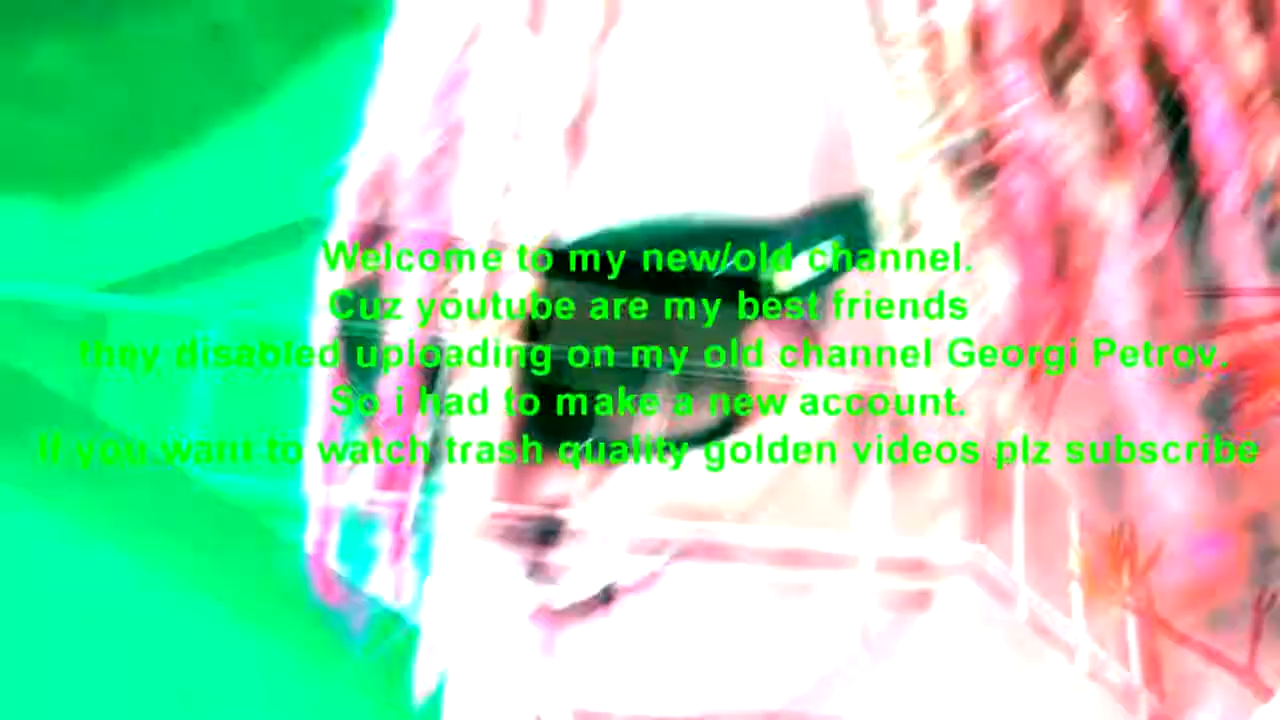 Welcome to my new/old channel.
Cuz youtube are my best friends
they disabled uploading on my old channel Georgi Petrov.
So i had to make a new account.
If you want to watch trash quality golden videos plz subscribe